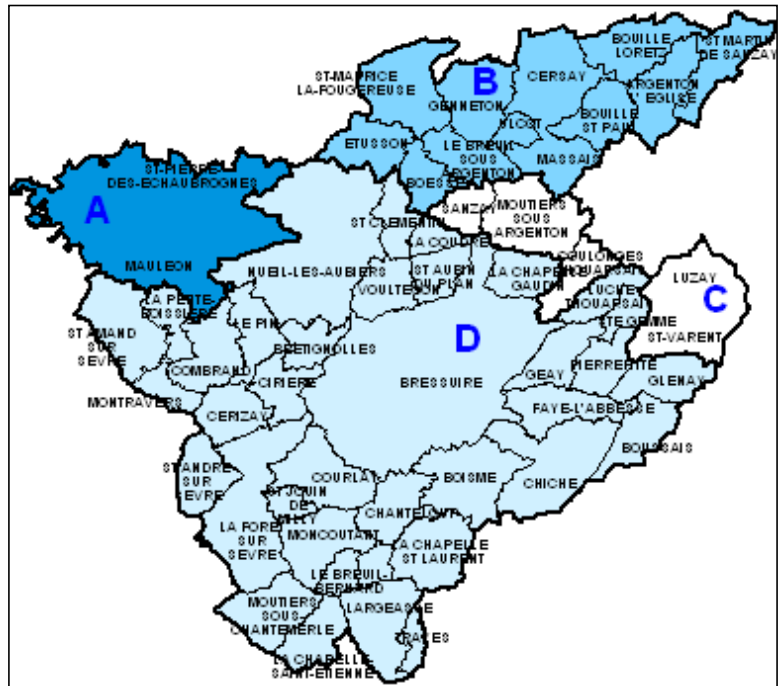 BOUILLE
LORETZ
ST MARTIN
DE SANZAY
ST-MAURICE
LA-FOUGEREUSE
B
CERSAY
ARGENTON
L'EGLISE
GENNETON
BOUILLE
ST PAUL
ETUSSON
LE BREUIL
SOUS
ARGENTON
MASSAIS
BOESSE
ST-PIERRE
DES-ECHAUBROGNES
A
SANZAY
MOUTIERS
SOUS
ARGENTON
ST CLEMENTIN
LA COUDRE
MAULEON
NUEIL-LES-AUBIERS
VOULTEGON
ST AUBIN
DU PLAIN
LA CHAPELLE
GAUDIN
COULONGES
THOUARSAIS
LUZAY
C
LUCHE
THOUARSAIS
LA PETITE
BOISSIERE
STE GEMME
ST-VARENT
ST AMAND
SUR
SEVRE
LE PIN
BRETIGNOLLES
D
COMBRAND
CIRIERE
BRESSUIRE
GEAY
PIERREFITE
GLENAY
MONTRAVERS
CERIZAY
FAYE-L'ABBESSE
BOUSSAIS
ST ANDRE
SUR
SEVRE
COURLAY
BOISME
CHICHE
ST JOUIN
DE
MILLY
CHANTELOUP
LA FORE
SUR
SEVRE
MONCOUTANT
LA CHAPELLE
ST LAURENT
LE BREUIL
BERNARD
MOUTIERS
SOUS-
CHANTEMERLE
LARGEASSE
TRAYES
LA CHAPELLE
SAINT-ETIENNE